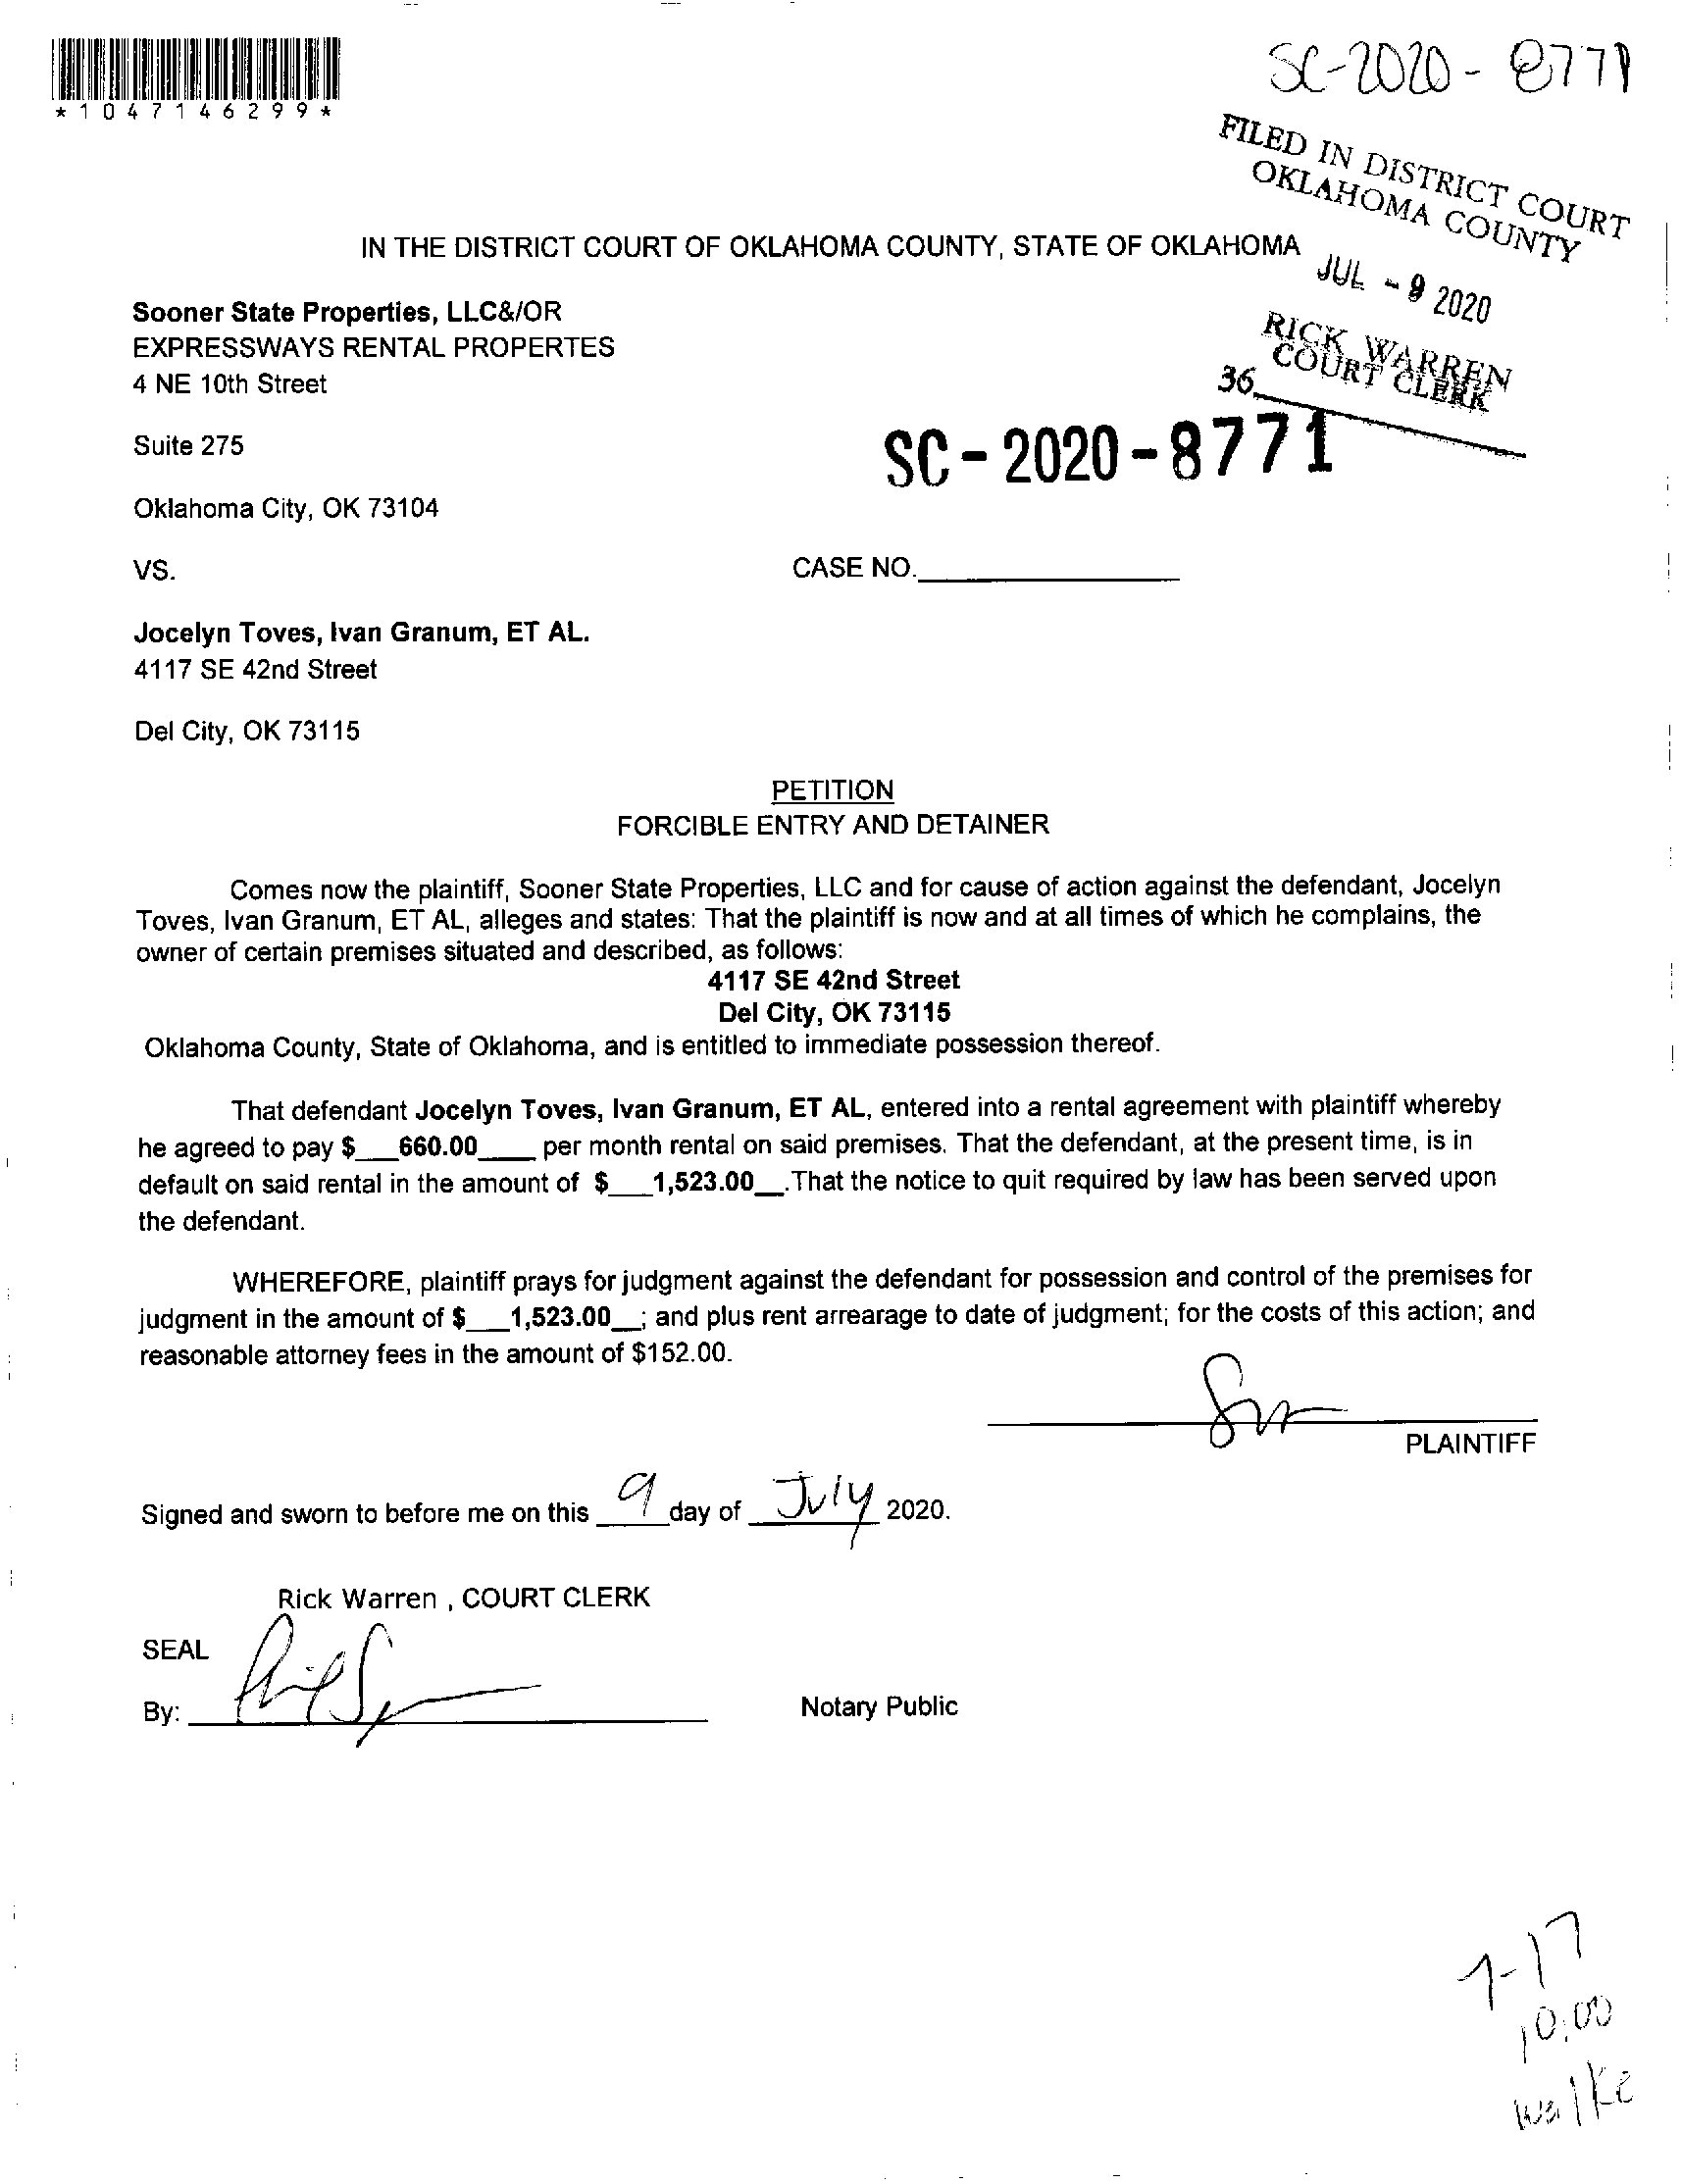 *1047146299*
SC-2020-8771
FILED IN DISTRICT COURT
OKLAHOMA COUNTY
JUL - 9 2020
RICK WARREN
COURT CLERK
36
IN THE DISTRICT COURT OF OKLAHOMA COUNTY, STATE OF OKLAHOMA
Sooner State Properties, LLC&/OR
EXPRESSWAYS RENTAL PROPERTES
4 NE 10th Street
Suite 275
SC-2020-8771
Oklahoma City, OK 73104
VS.
CASE NO.
Jocelyn Toves, Ivan Granum, ET AL.
4117 SE 42nd Street
Del City, OK 73115
PETITION
FORCIBLE ENTRY AND DETAINER
Comes now the plaintiff, Sooner State Properties, LLC and for cause of action against the defendant, Jocelyn
Toves, Ivan Granum, ET AL, alleges and states: That the plaintiff is now and at all times of which he complains, the
owner of certain premises situated and described, as follows:
4117 SE 42nd Street
Del City, OK 73115
Oklahoma County, State of Oklahoma, and is entitled to immediate possession thereof.
That defendant Jocelyn Toves, Ivan Granum, ET AL, entered into a rental agreement with plaintiff whereby
he agreed to pay $___660.00____ per month rental on said premises. That the defendant, at the present time, is in
default on said rental in the amount of $___1,523.00__.That the notice to quit required by law has been served upon
the defendant.
WHEREFORE, plaintiff prays for judgment against the defendant for possession and control of the premises for
judgment in the amount of $___1,523.00__; and plus rent arrearage to date of judgment; for the costs of this action; and
reasonable attorney fees in the amount of $152.00.
PLAINTIFF
Signed and sworn to before me on this 9 day of July 2020.
Rick Warren , COURT CLERK
SEAL
By:
Notary Public
7-17
10:00
walke